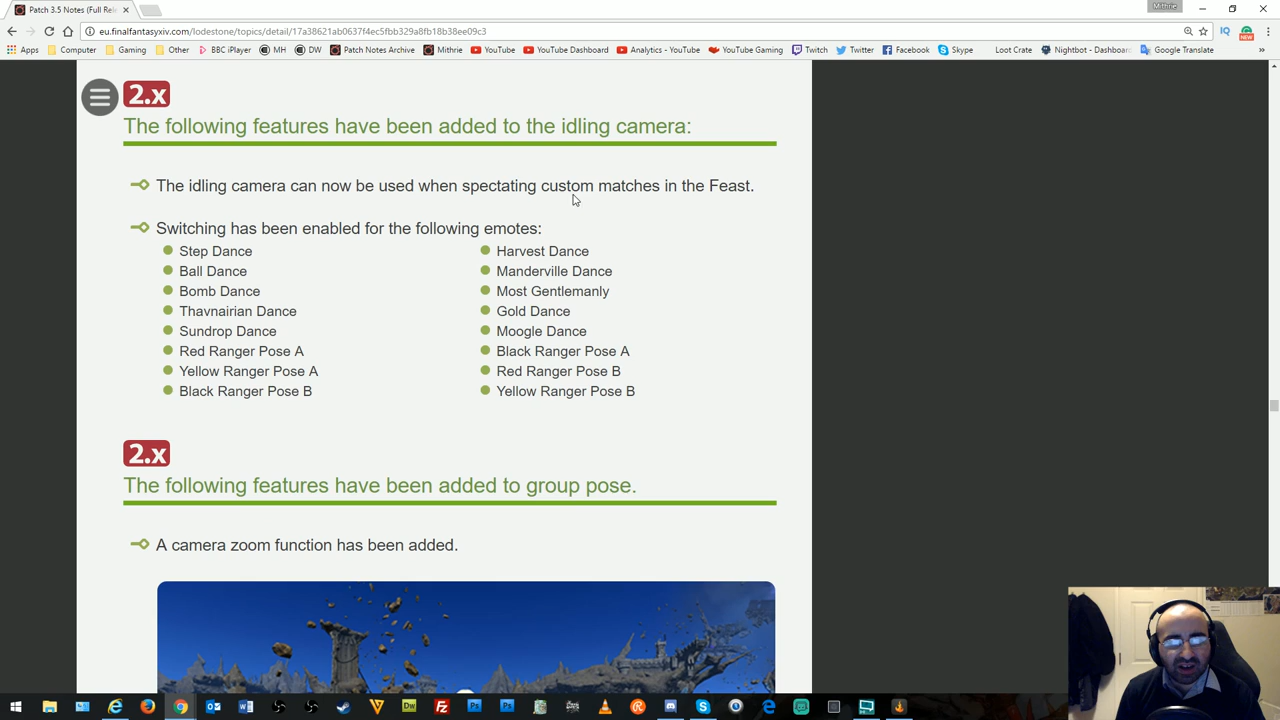 Patch 3.5 Notes (Full Rel
Mithrie
eu.finalfantasyxiv.com/lodestone/topics/detail/17a38621ab0637f4ec5fbb329a8fb18b38ee09c3
Apps Computer Gaming Other BBC iPlayer MH DW Patch Notes Archive Mithrie YouTube YouTube Dashboard Analytics - YouTube YouTube Gaming Twitch Twitter Facebook Skype Loot Crate Nightbot - Dashboard Google Translate »
2.x
The following features have been added to the idling camera:
The idling camera can now be used when spectating custom matches in the Feast.
Switching has been enabled for the following emotes:
Step Dance Harvest Dance
Ball Dance Manderville Dance
Bomb Dance Most Gentlemanly
Thavnairian Dance Gold Dance
Sundrop Dance Moogle Dance
Red Ranger Pose A Black Ranger Pose A
Yellow Ranger Pose A Red Ranger Pose B
Black Ranger Pose B Yellow Ranger Pose B
2.x
The following features have been added to group pose.
A camera zoom function has been added.